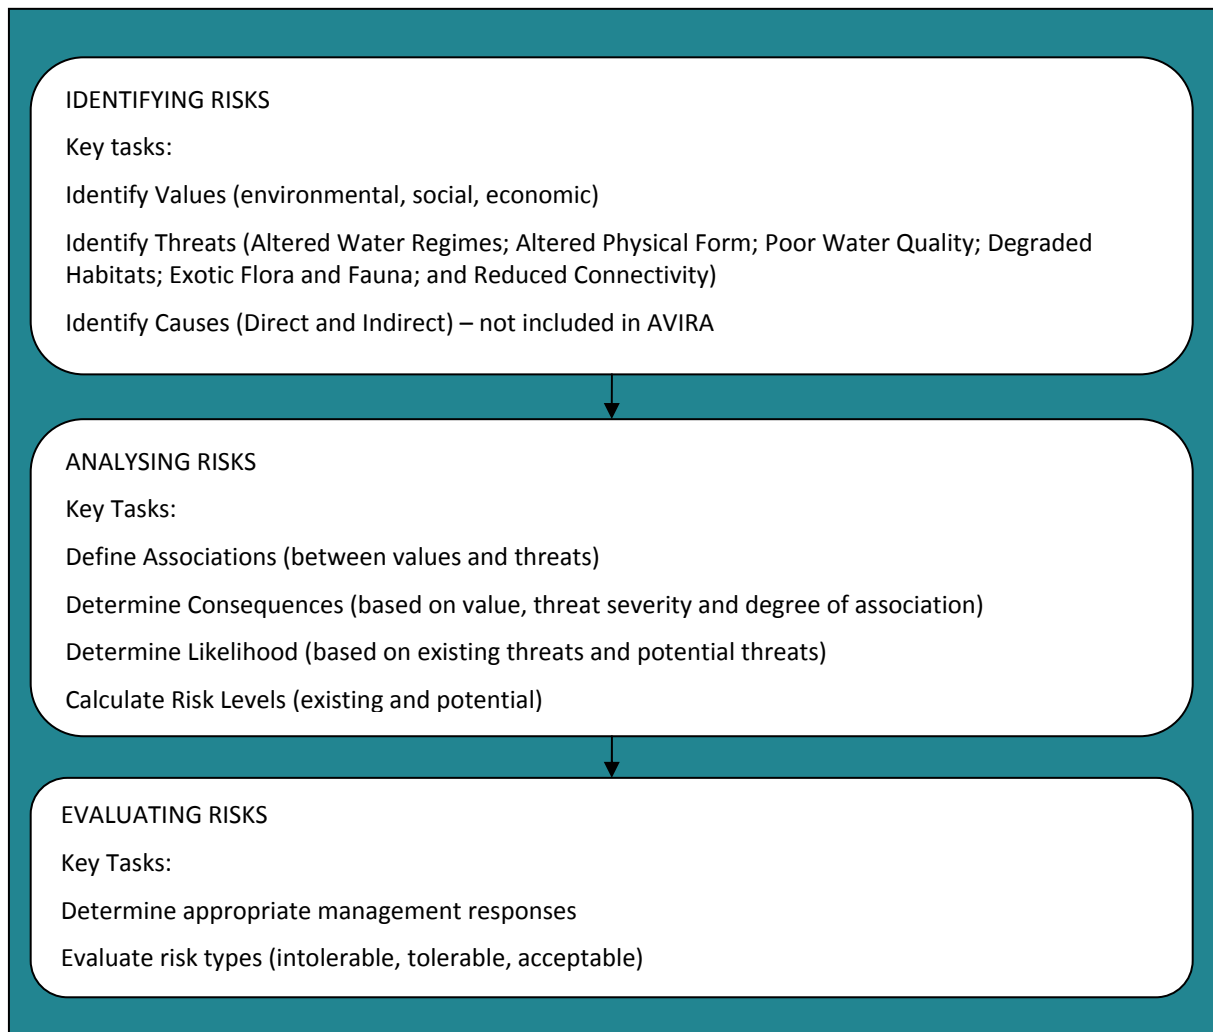 IDENTIFYING RISKS
Key tasks:
Identify Values (environmental, social, economic)
Identify Threats (Altered Water Regimes; Altered Physical Form; Poor Water Quality; Degraded
Habitats; Exotic Flora and Fauna; and Reduced Connectivity)
Identify Causes (Direct and Indirect) – not included in AVIRA
ANALYSING RISKS
Key Tasks:
Define Associations (between values and threats)
Determine Consequences (based on value, threat severity and degree of association)
Determine Likelihood (based on existing threats and potential threats)
Calculate Risk Levels (existing and potential)
EVALUATING RISKS
Key Tasks:
Determine appropriate management responses
Evaluate risk types (intolerable, tolerable, acceptable)